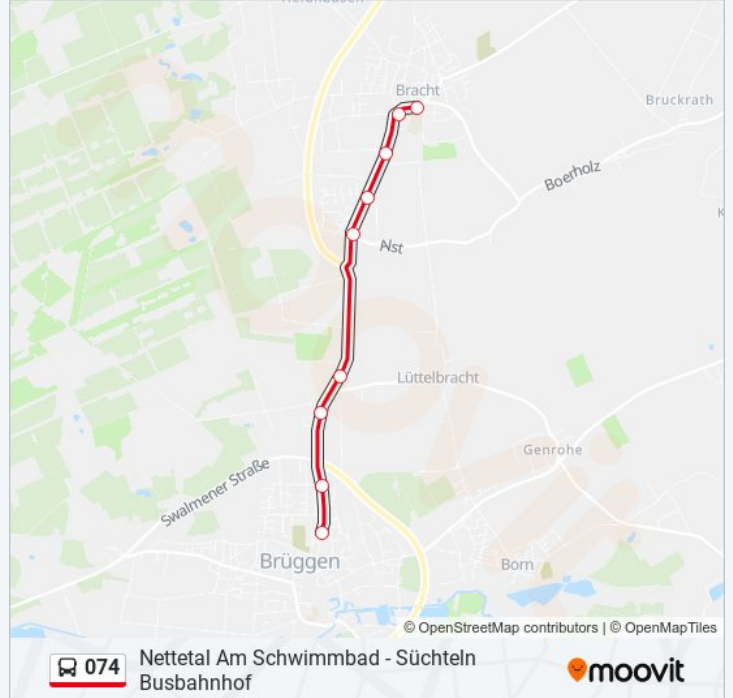 Bracht
Bruckrath
Boerholz
Alst
Lüttelbracht
Genrohe
Swalmener Straße
Brüggen
Born
© OpenStreetMap contributors | © OpenMapTiles
074
Nettetal Am Schwimmbad - Süchteln
Busbahnhof
moovit